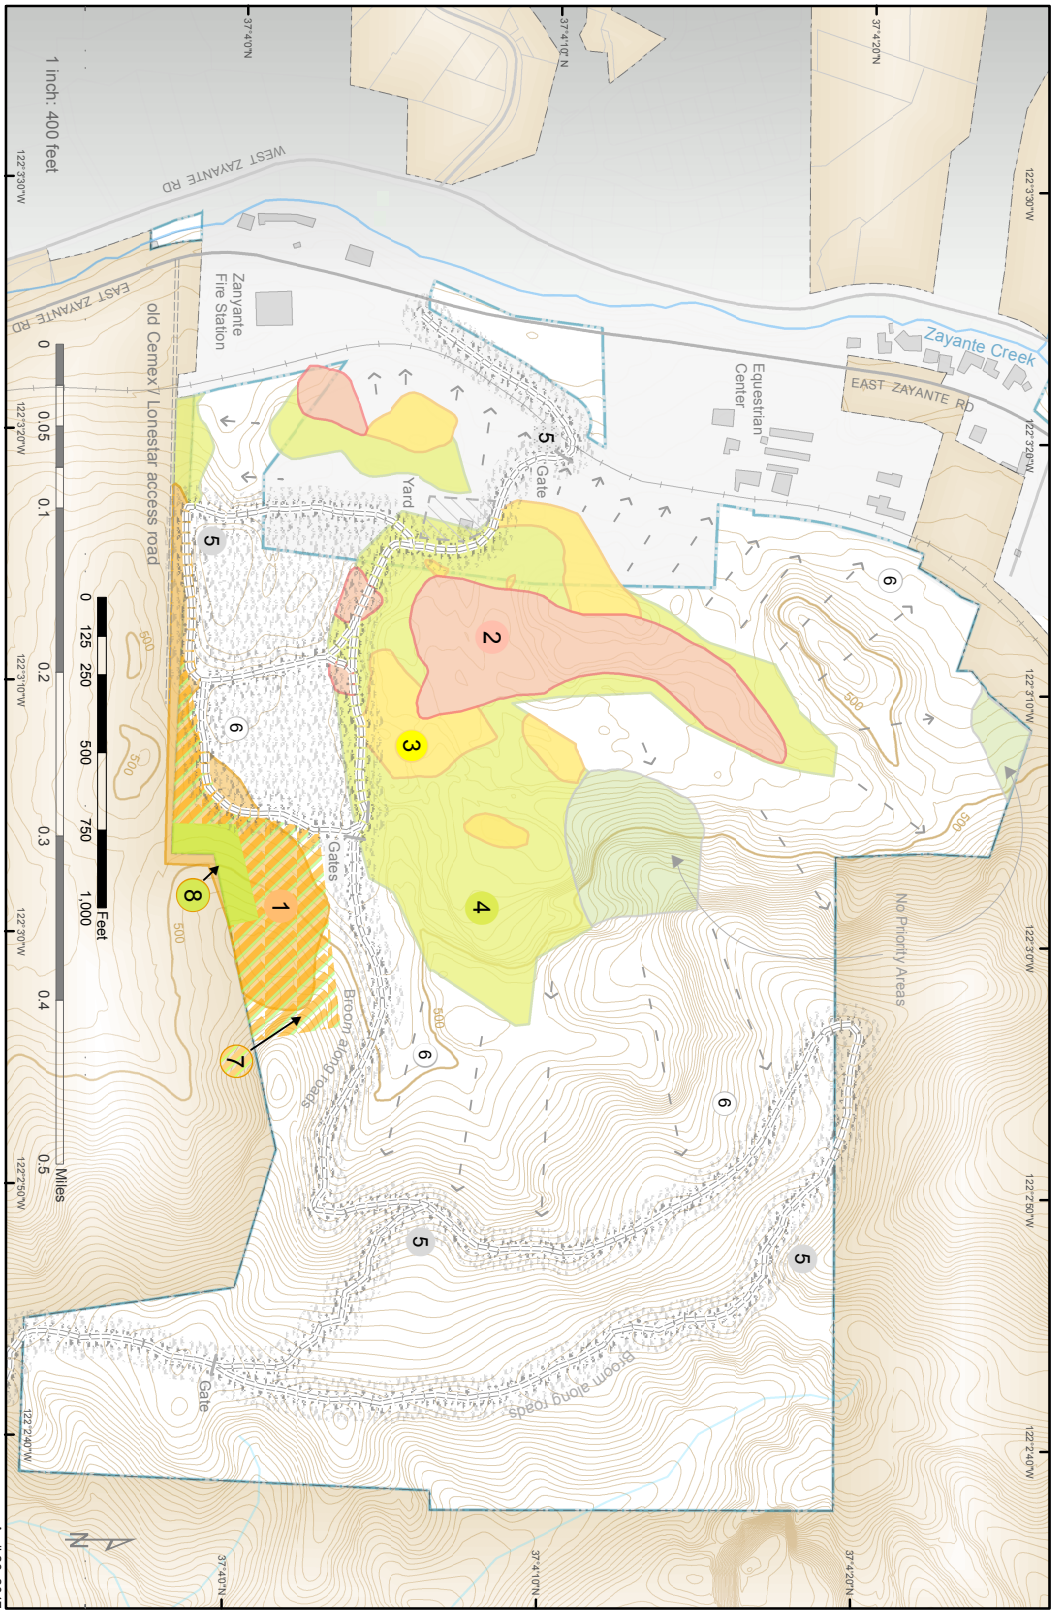 37°4'0"N
37°4'10" N
37°4'20"N
1 inch: 400 feet
122°3'30"W
122°3'30"W
WEST ZAYANTE RD
EAST ZAYANTE RD
Zanyante
Fire Station
old Cemex / Lonestar access road
Zayante Creek
EAST ZAYANTE RD
Equestrian
Center
122°3'20"W
122°3'20"W
5
Gate
Yard
5
6
2
500
500
500
500
122°3'10"W
122°3'10"W
6
3
Gates
8
1
4
No Priority Areas
500
500
122°3'0"W
122°3'0"W
7
Broom along roads
6
6
5
5
122°2'50"W
122°2'50"W
Broom along roads
Gate
122°2'40"W
122°2'40"W
0 0.05 0.1 0.2 0.3 0.4 0.5
Miles
0 125 250 500 750 1,000
Feet
N
37°4'0"N
37°4'10"N
37°4'20"N